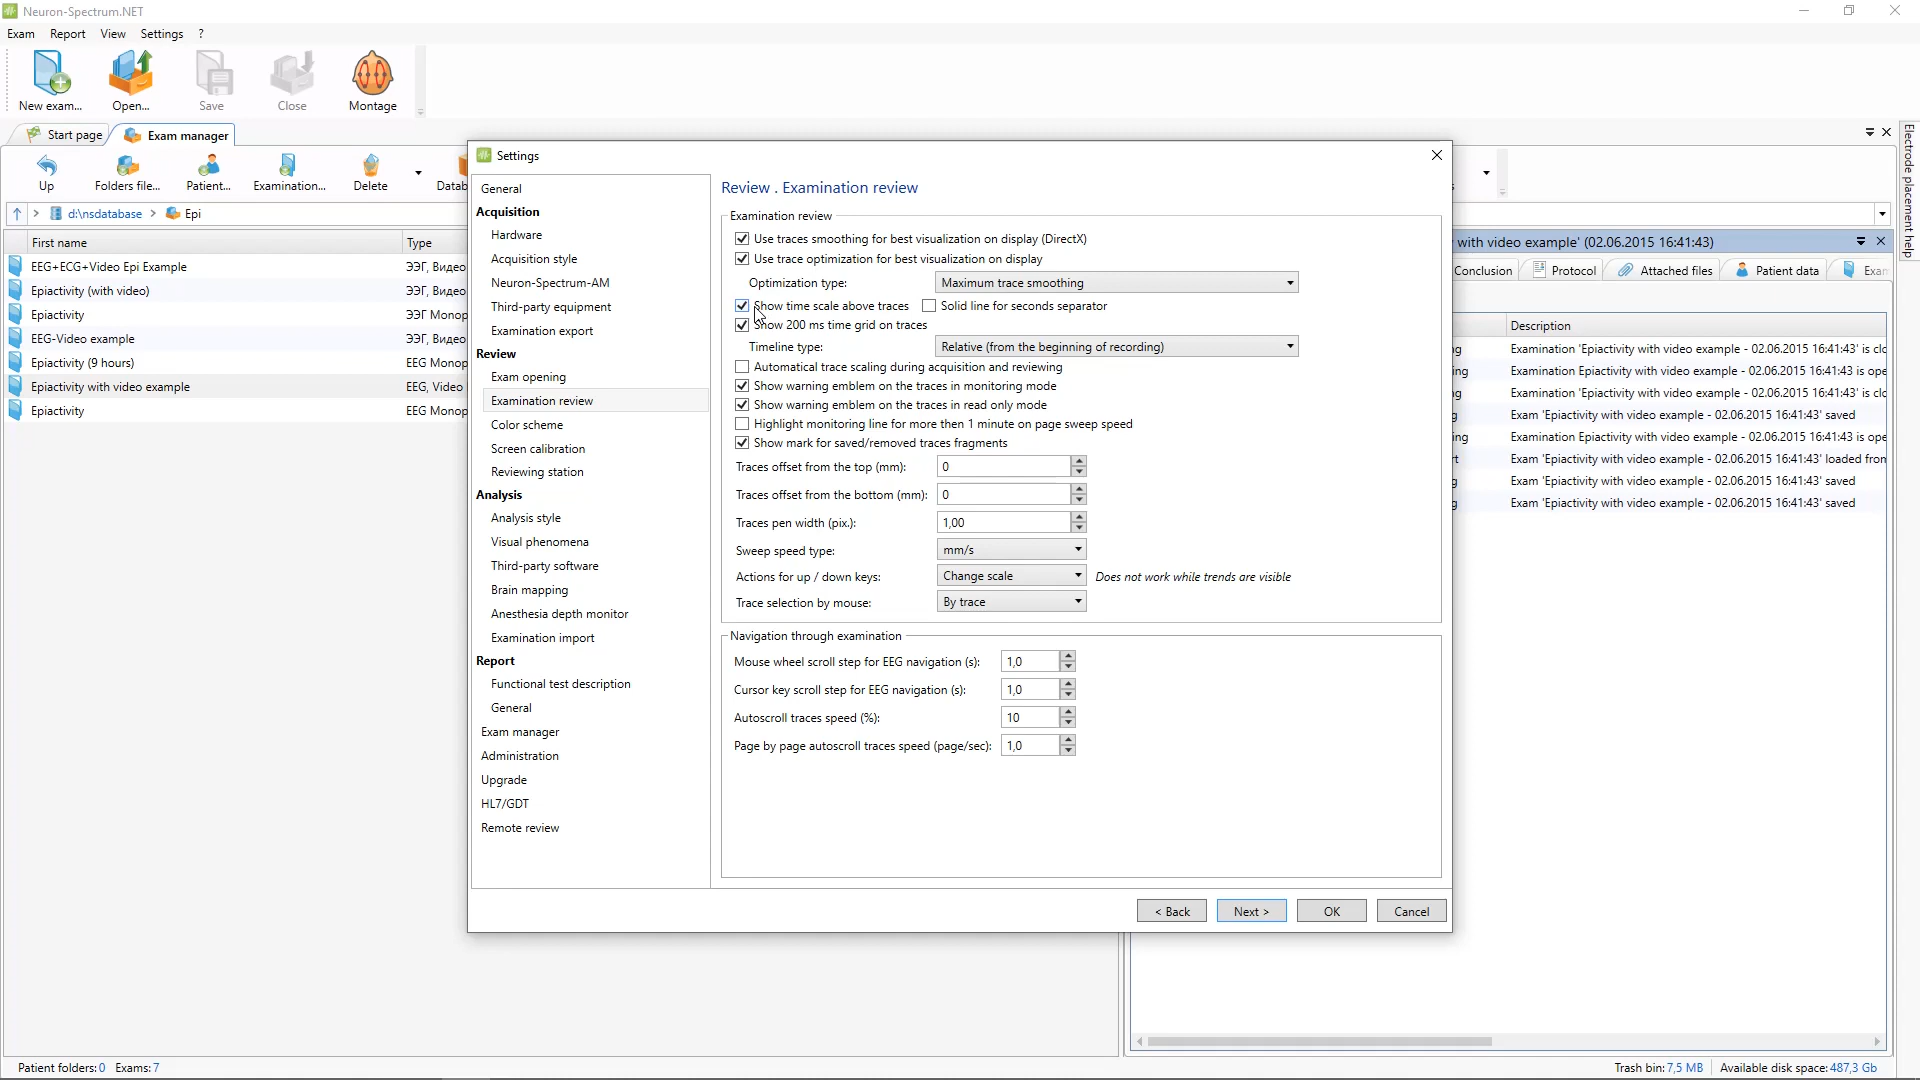 Neuron-Spectrum.NET
Exam Report View Settings ?
New exam... Open... Save Close Montage
Start page Exam manager
Up Folders file... Patient... Examination... Delete Datab
d:\nsdatabase > Epi
First name Type
EEG+ECG+Video Epi Example ЭЭГ, Видео
Epiactivity (with video) ЭЭГ, Видео
Epiactivity ЭЭГ Моноп
EEG-Video example ЭЭГ, Видео
Epiactivity (9 hours) EEG Monop
Epiactivity with video example EEG, Video
Epiactivity EEG Monop
Settings
General
Acquisition
Hardware
Acquisition style
Neuron-Spectrum-AM
Third-party equipment
Examination export
Review
Exam opening
Examination review
Color scheme
Screen calibration
Reviewing station
Analysis
Analysis style
Visual phenomena
Third-party software
Brain mapping
Anesthesia depth monitor
Examination import
Report
Functional test description
General
Exam manager
Administration
Upgrade
HL7/GDT
Remote review
Review . Examination review
Examination review
Use traces smoothing for best visualization on display (DirectX)
Use trace optimization for best visualization on display
Optimization type: Maximum trace smoothing
Show time scale above traces Solid line for seconds separator
Show 200 ms time grid on traces
Timeline type: Relative (from the beginning of recording)
Automatical trace scaling during acquisition and reviewing
Show warning emblem on the traces in monitoring mode
Show warning emblem on the traces in read only mode
Highlight monitoring line for more then 1 minute on page sweep speed
Show mark for saved/removed traces fragments
Traces offset from the top (mm): 0
Traces offset from the bottom (mm): 0
Traces pen width (pix.): 1,00
Sweep speed type: mm/s
Actions for up / down keys: Change scale Does not work while trends are visible
Trace selection by mouse: By trace
Navigation through examination
Mouse wheel scroll step for EEG navigation (s): 1,0
Cursor key scroll step for EEG navigation (s): 1,0
Autoscroll traces speed (%): 10
Page by page autoscroll traces speed (page/sec): 1,0
< Back Next > OK Cancel
with video example' (02.06.2015 16:41:43)
Conclusion Protocol Attached files Patient data Exam
Description
ng Examination 'Epiactivity with video example - 02.06.2015 16:41:43' is clo
ing Examination 'Epiactivity with video example - 02.06.2015 16:41:43' is ope
ng Examination 'Epiactivity with video example - 02.06.2015 16:41:43' is clo
g Exam 'Epiactivity with video example - 02.06.2015 16:41:43' saved
ing Examination Epiactivity with video example - 02.06.2015 16:41:43 is ope
rt Exam 'Epiactivity with video example - 02.06.2015 16:41:43' loaded from
g Exam 'Epiactivity with video example - 02.06.2015 16:41:43' saved
g Exam 'Epiactivity with video example - 02.06.2015 16:41:43' saved
Electrode placement help
Patient folders: 0 Exams: 7
Trash bin: 7,5 MB Available disk space: 487,3 Gb